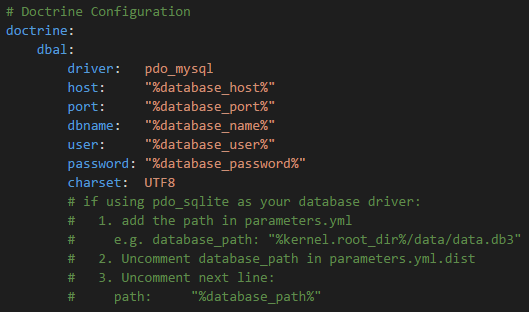 # Doctrine Configuration
doctrine:
    dbal:
        driver:   pdo_mysql
        host:     "%database_host%"
        port:     "%database_port%"
        dbname:   "%database_name%"
        user:     "%database_user%"
        password: "%database_password%"
        charset:  UTF8
        # if using pdo_sqlite as your database driver:
        #   1. add the path in parameters.yml
        #     e.g. database_path: "%kernel.root_dir%/data/data.db3"
        #   2. Uncomment database_path in parameters.yml.dist
        #   3. Uncomment next line:
        #     path:     "%database_path%"